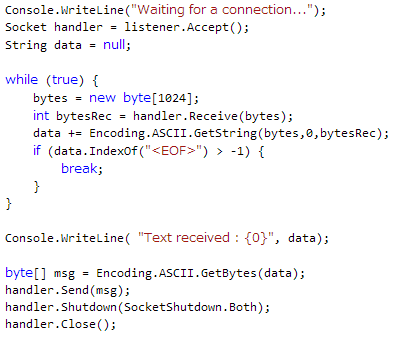 Console.WriteLine("Waiting for a connection...");
Socket handler = listener.Accept();
String data = null;
while (true) {
bytes = new byte[1024];
int bytesRec = handler.Receive(bytes);
data += Encoding.ASCII.GetString(bytes,0,bytesRec);
if (data.IndexOf("<EOF>") > -1) {
break;
}
}
Console.WriteLine( "Text received : {0}", data);
byte[] msg = Encoding.ASCII.GetBytes(data);
handler.Send(msg);
handler.Shutdown(SocketShutdown.Both);
handler.Close();